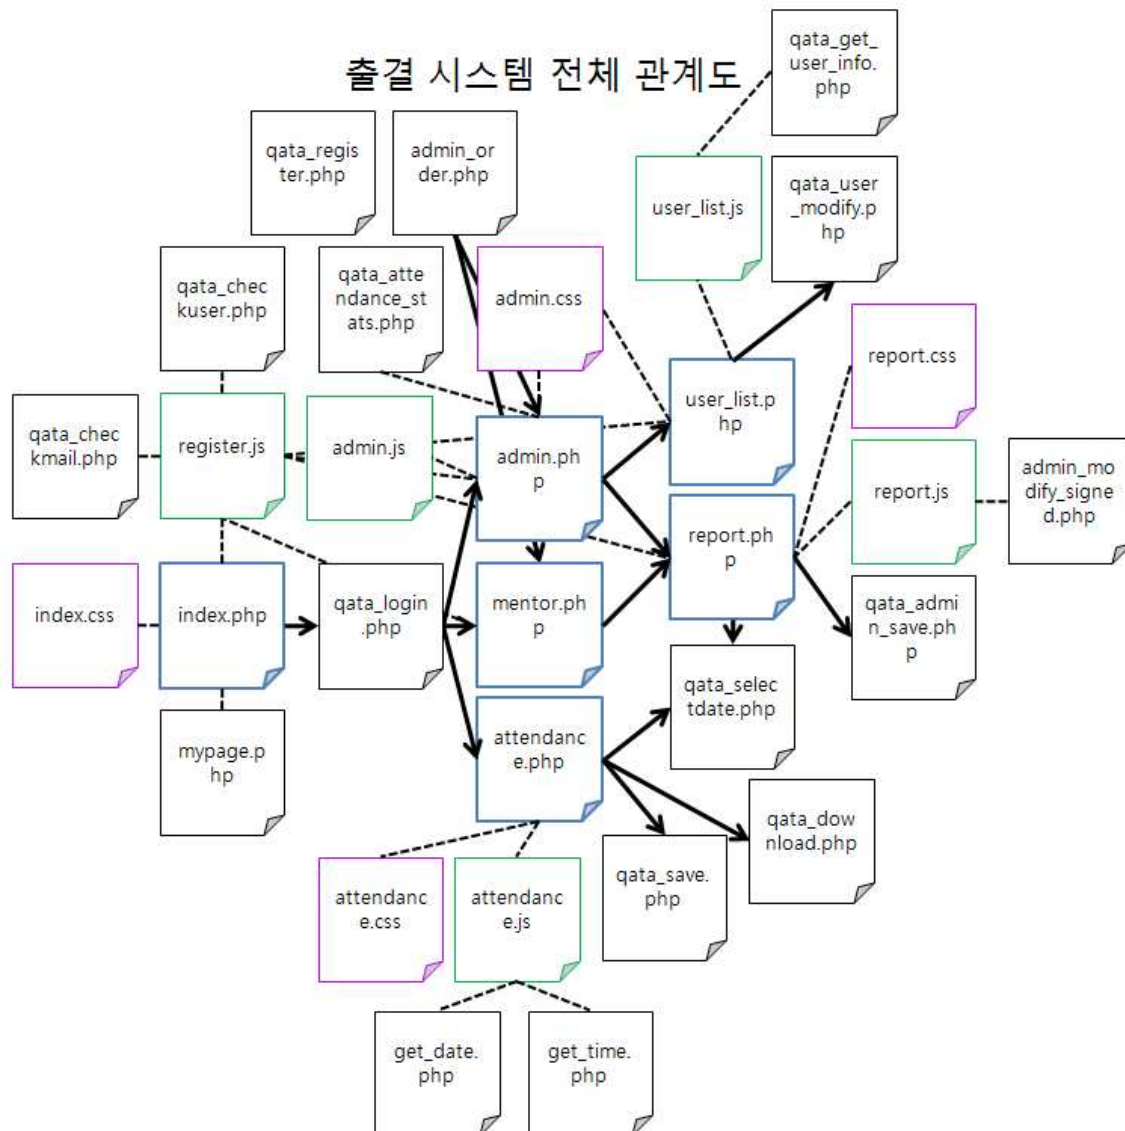 qata_get_
user_info.
php
출결 시스템 전체 관계도
qata_regis
ter.php
admin_or
der.php
user_list.js
qata_user
_modify.p
hp
qata_chec
kuser.php
qata_atte
ndance_st
ats.php
admin.css
report.css
user_list.p
hp
qata_chec
kmail.php
register.js
admin.js
admin.ph
p
report.js
admin_mo
dify_signe
d.php
report.ph
p
index.css
index.php
qata_login
.php
mentor.ph
p
qata_admi
n_save.ph
p
qata_selec
tdate.php
mypage.p
hp
attendanc
e.php
qata_dow
nload.php
qata_save.
php
attendanc
e.css
attendanc
e.js
get_date.
php
get_time.
php